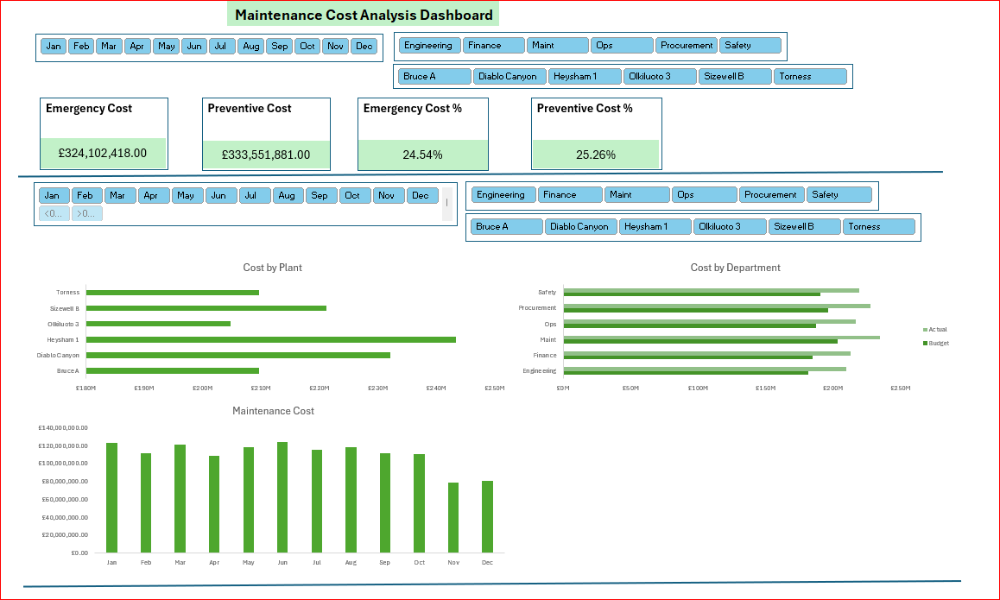 Maintenance Cost Analysis Dashboard
Jan Feb Mar Apr May Jun Jul Aug Sep Oct Nov Dec
Engineering Finance Maint Ops Procurement Safety
Bruce A Diablo Canyon Heysham 1 Olkiluoto 3 Sizewell B Torness
Emergency Cost
£324,102,418.00
Preventive Cost
£333,551,881.00
Emergency Cost %
24.54%
Preventive Cost %
25.26%
Jan Feb Mar Apr May Jun Jul Aug Sep Oct Nov Dec
<0... >0...
Engineering Finance Maint Ops Procurement Safety
Bruce A Diablo Canyon Heysham 1 Olkiluoto 3 Sizewell B Torness
Cost by Plant
Torness
Sizewell B
Olkiluoto 3
Heysham 1
Diablo Canyon
Bruce A
£180M £190M £200M £210M £220M £230M £240M £250M
Cost by Department
Safety
Procurement
Ops
Maint
Finance
Engineering
£0M £50M £100M £150M £200M £250M
Actual
Budget
Maintenance Cost
£140,000,000.00
£120,000,000.00
£100,000,000.00
£80,000,000.00
£60,000,000.00
£40,000,000.00
£20,000,000.00
£0.00
Jan Feb Mar Apr May Jun Jul Aug Sep Oct Nov Dec